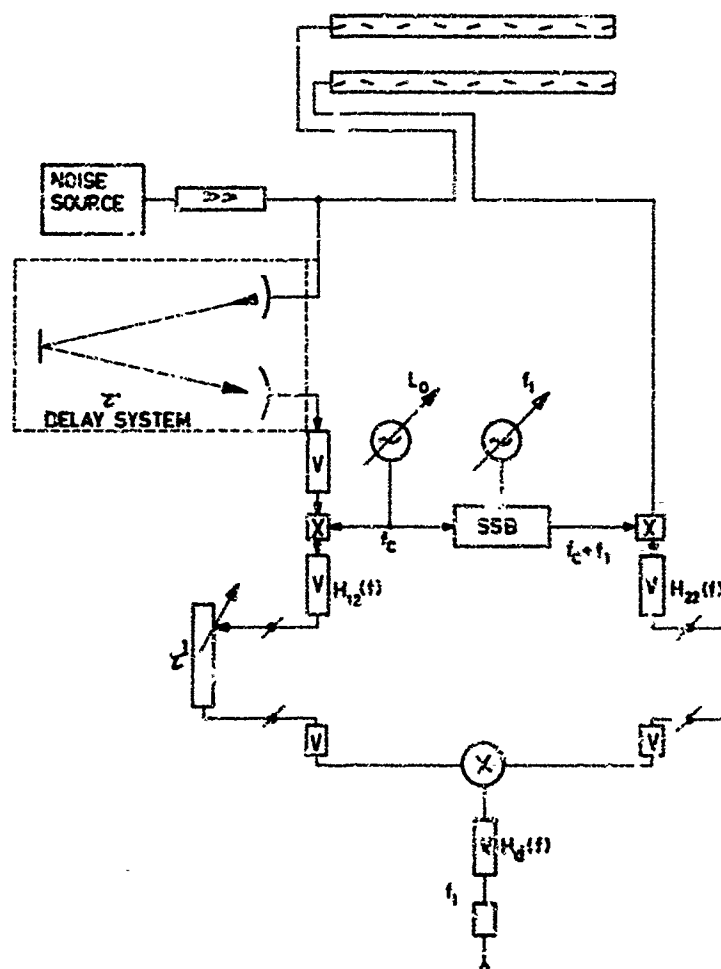 NOISE
SOURCE
>>
τ
DELAY SYSTEM
L0
f1
V
X
SSB
X
fc
fc + f1
V
H12(f)
V
H22(f)
τ
V
V
X
Hd(f)
f1